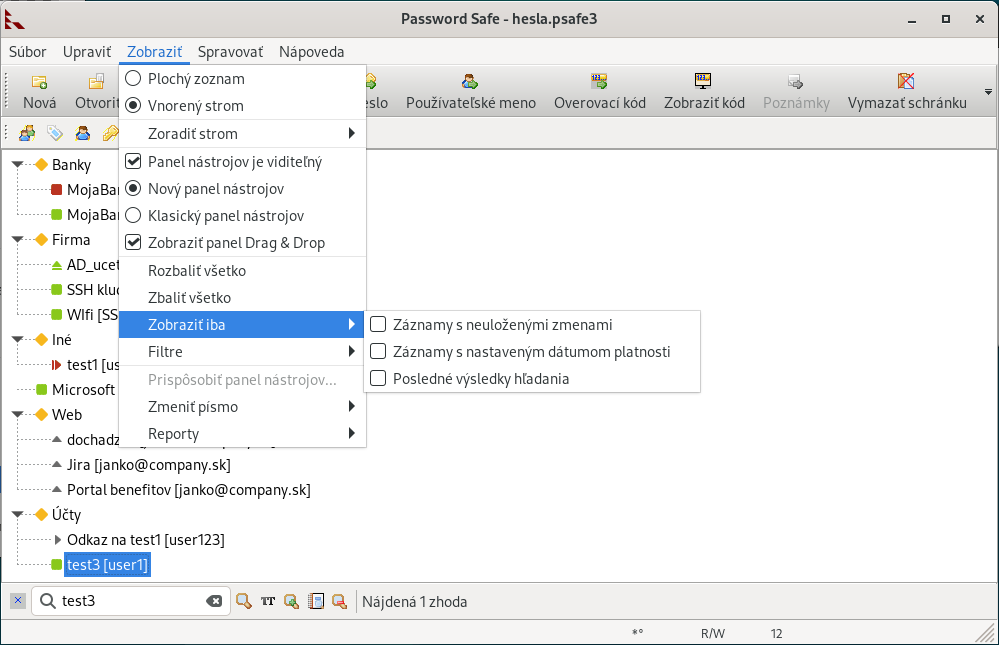 Password Safe - hesla.psafe3
Súbor Upraviť Zobraziť Spravovať Nápoveda
Nová Otvoriť Používateľské meno Overovací kód Zobraziť kód Poznámky Vymazať schránku
Plochý zoznam
Vnorený strom
Zoradiť strom
Panel nástrojov je viditeľný
Nový panel nástrojov
Klasický panel nástrojov
Zobraziť panel Drag & Drop
Rozbaliť všetko
Zbaliť všetko
Zobraziť iba
Filtre
Prispôsobiť panel nástrojov...
Zmeniť písmo
Reporty
Záznamy s neuloženými zmenami
Záznamy s nastaveným dátumom platnosti
Posledné výsledky hľadania
Banky
MojaBan
MojaBan
Firma
AD_ucet
SSH kluc
WIfi [SS
Iné
test1 [us
Microsoft
Web
dochadz
Jira [janko@company.sk]
Portal benefitov [janko@company.sk]
Účty
Odkaz na test1 [user123]
test3 [user1]
test3 TT Nájdená 1 zhoda
*° R/W 12